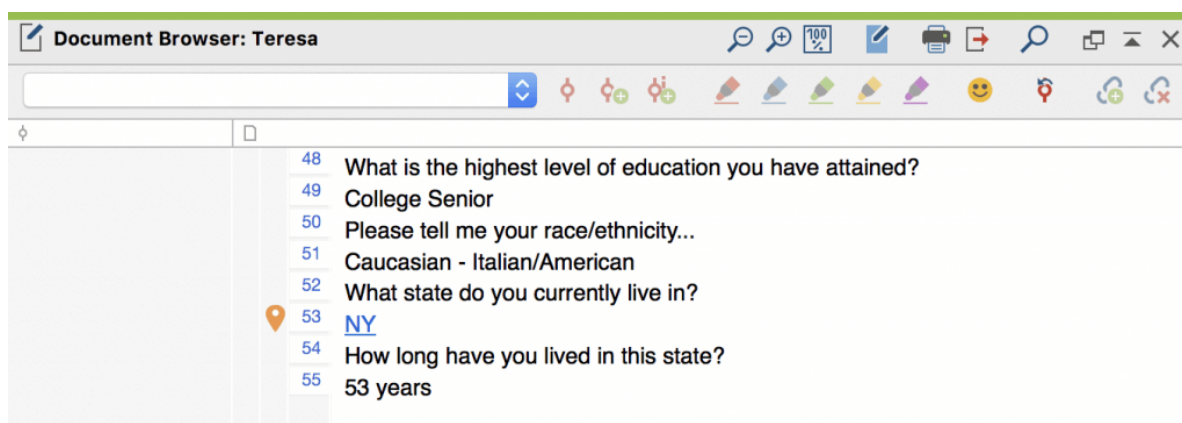 Document Browser: Teresa
100
%
48 What is the highest level of education you have attained?
49 College Senior
50 Please tell me your race/ethnicity...
51 Caucasian - Italian/American
52 What state do you currently live in?
53 NY
54 How long have you lived in this state?
55 53 years